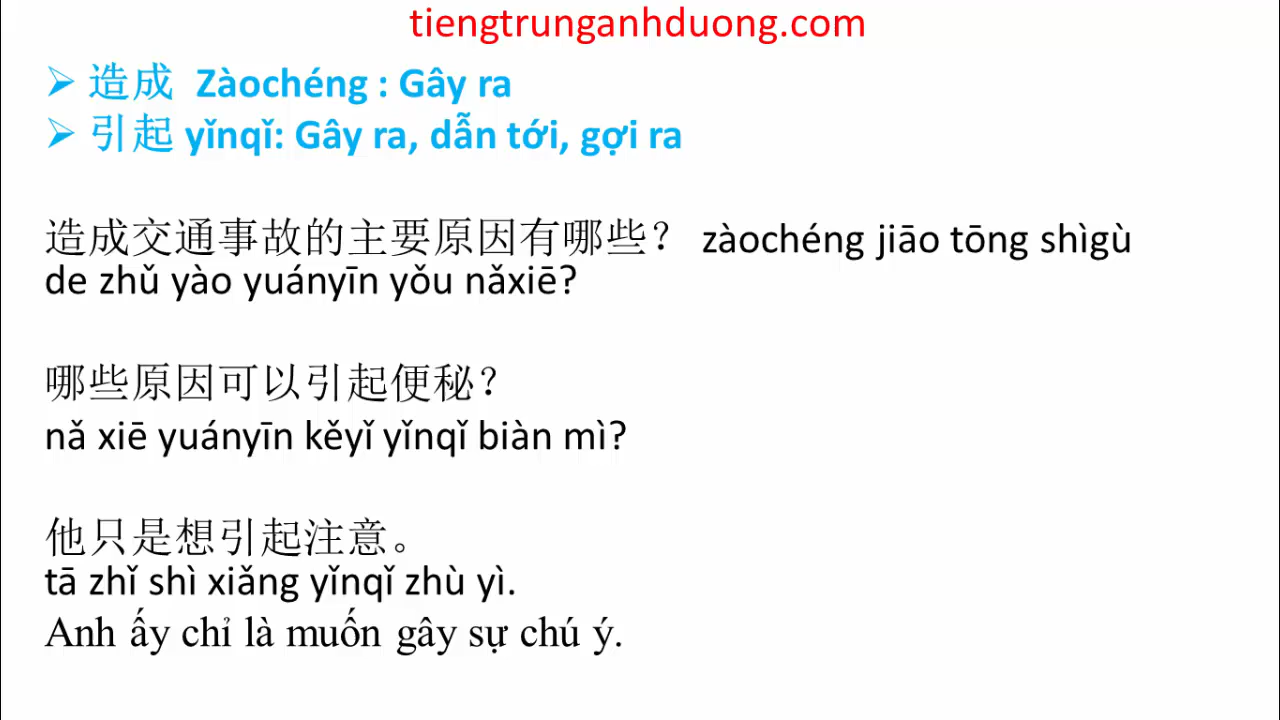 tiengtrunganhduong.com
➢ 造成 Zàochéng : Gây ra
➢ 引起 yǐnqǐ: Gây ra, dẫn tới, gợi ra
造成交通事故的主要原因有哪些？ zàochéng jiāo tōng shìgù
de zhǔ yào yuányīn yǒu nǎxiē?
哪些原因可以引起便秘？
nǎ xiē yuányīn kěyǐ yǐnqǐ biàn mì?
他只是想引起注意。
tā zhǐ shì xiǎng yǐnqǐ zhù yì.
Anh ấy chỉ là muốn gây sự chú ý.